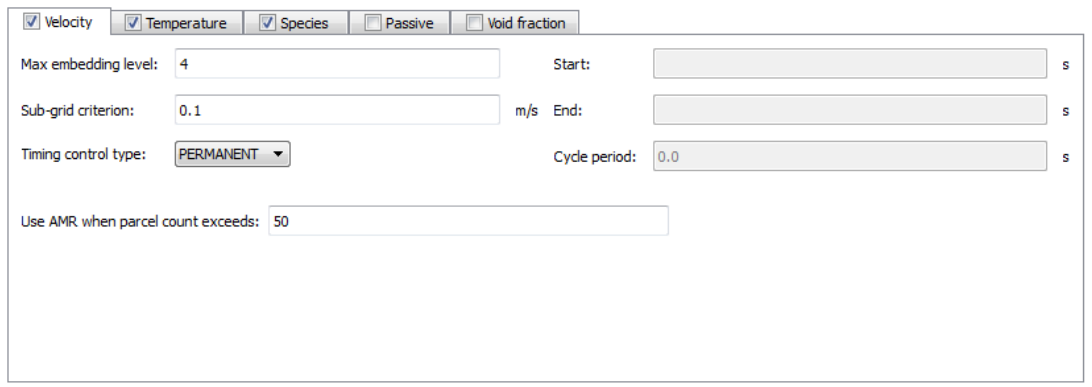 Velocity Temperature Species Passive Void fraction
Max embedding level: 4 Start: s
Sub-grid criterion: 0.1 m/s End: s
Timing control type: PERMANENT Cycle period: 0.0 s
Use AMR when parcel count exceeds: 50